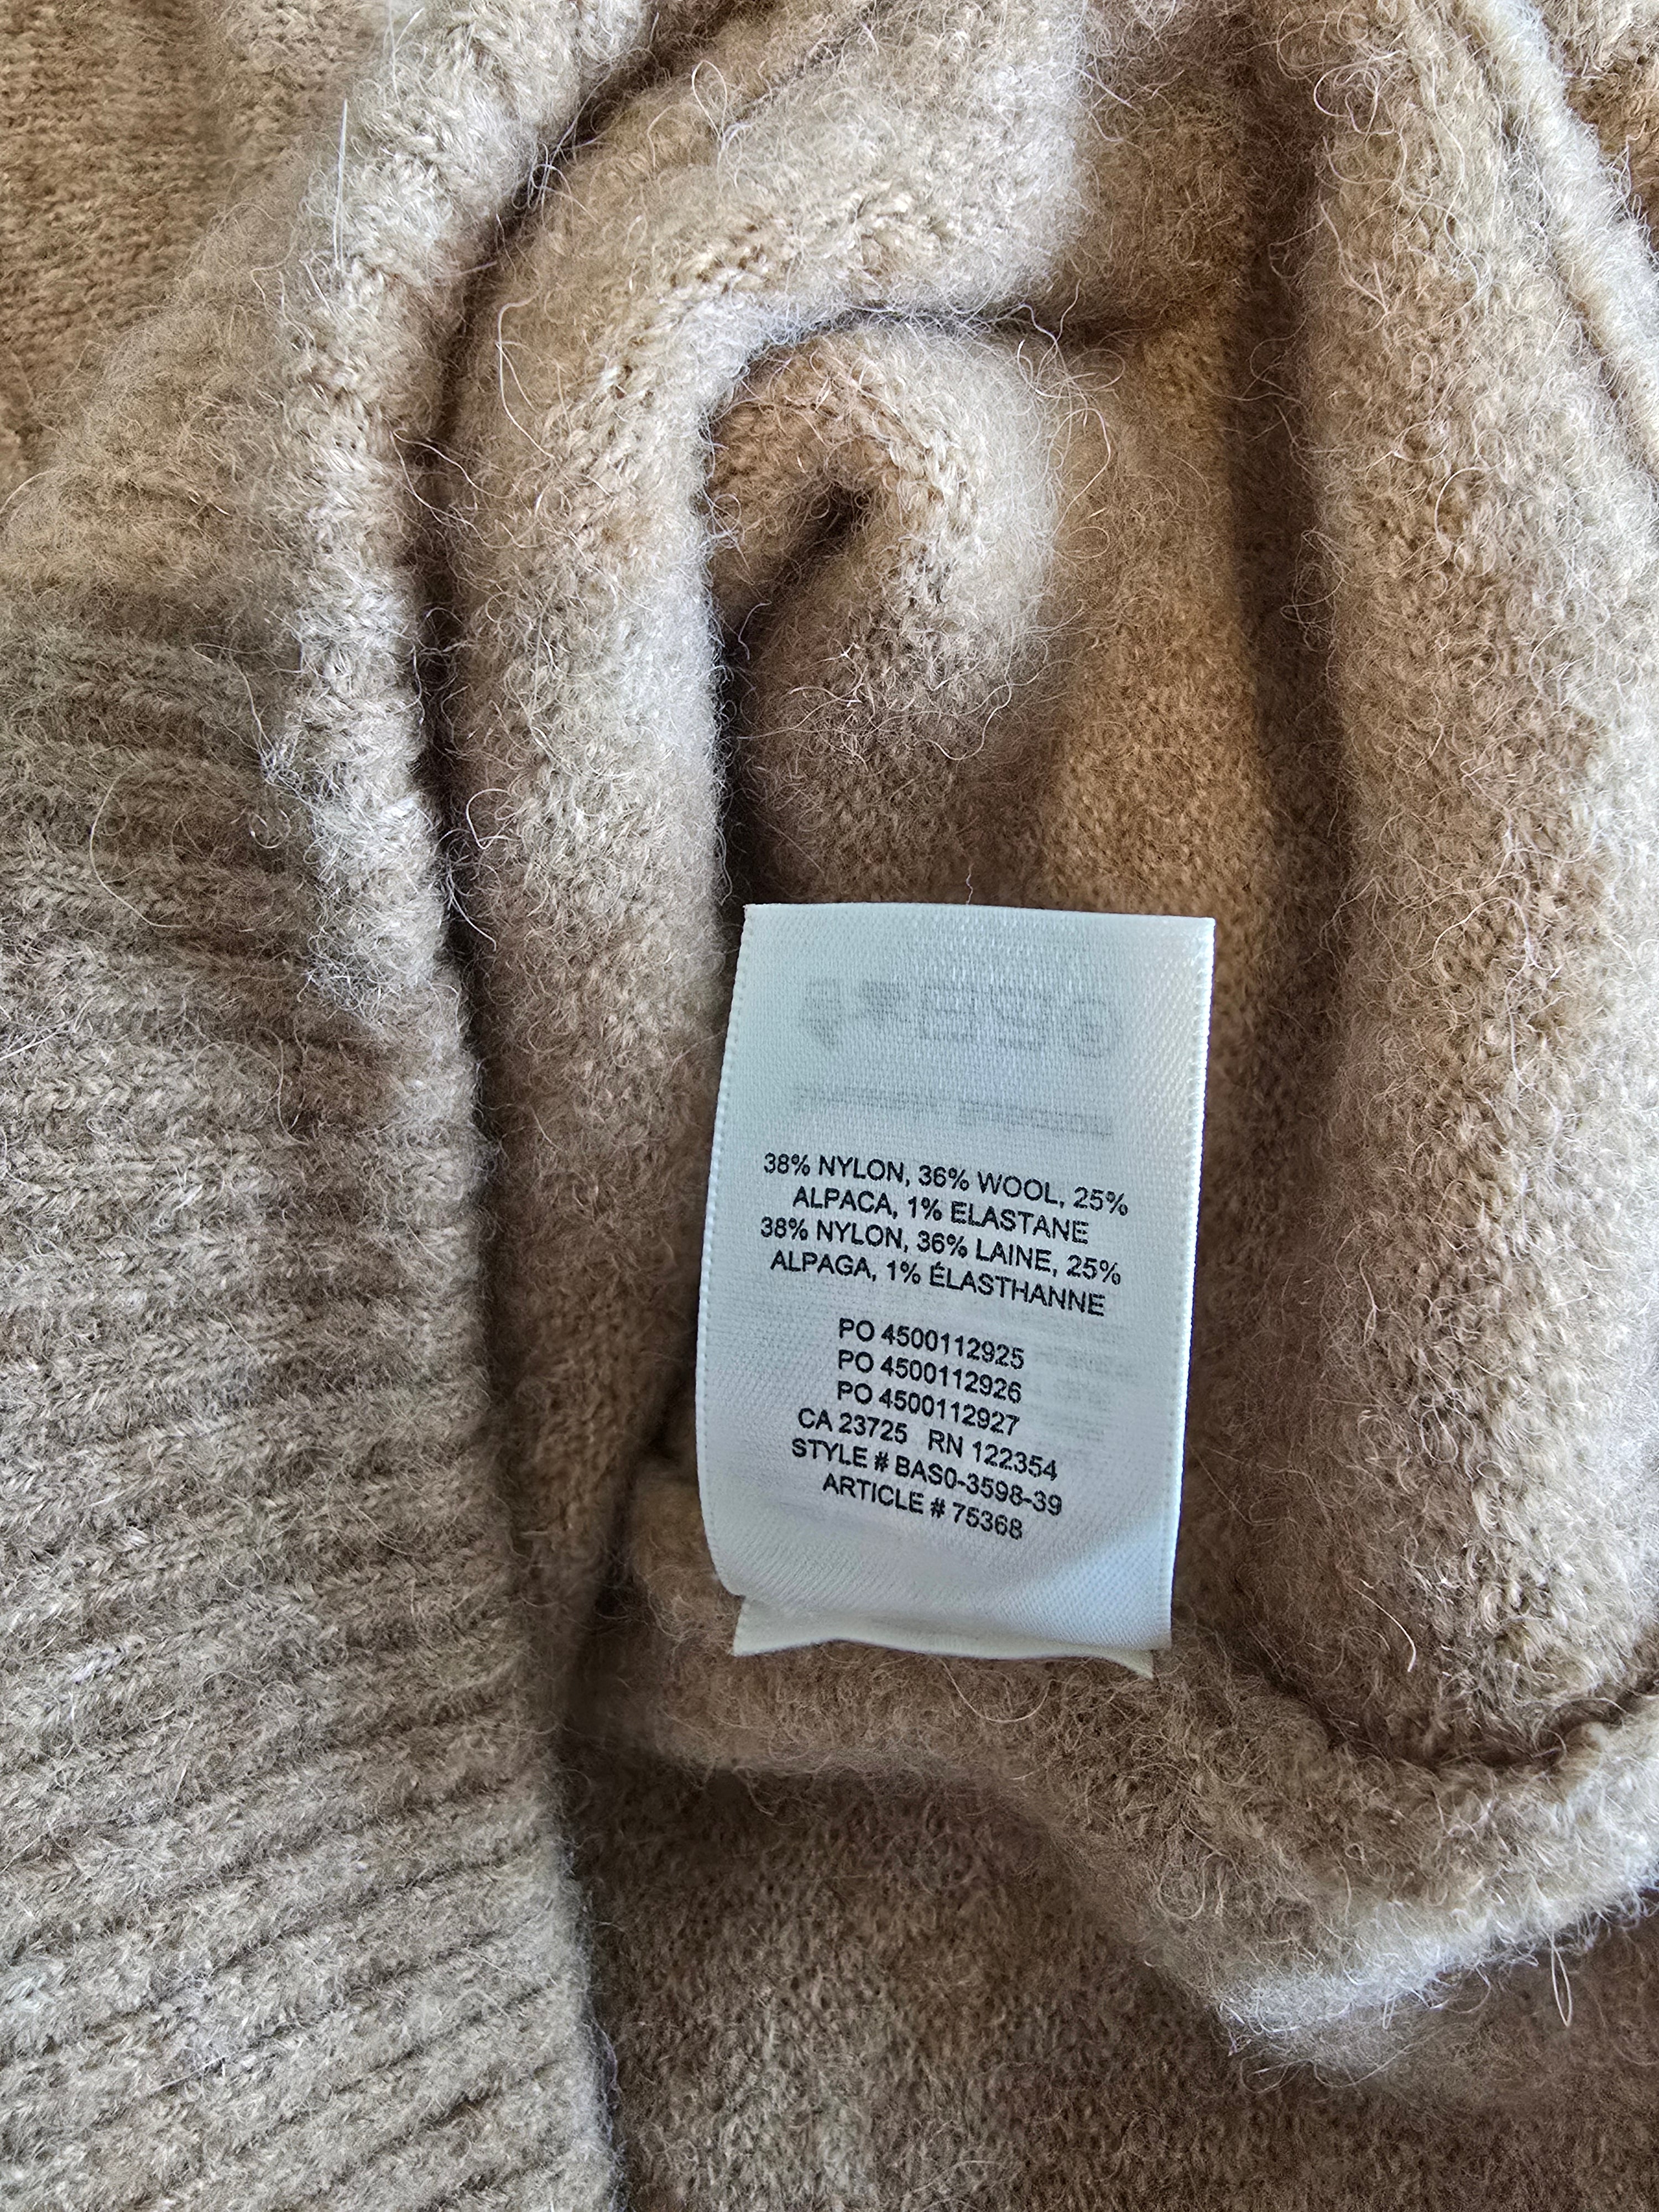 38% NYLON, 36% WOOL, 25%
ALPACA, 1% ELASTANE
38% NYLON, 36% LAINE, 25%
ALPAGA, 1% ÉLASTHANNE
PO 4500112925
PO 4500112926
PO 4500112927
CA 23725 RN 122354
STYLE # BAS0-3598-39
ARTICLE # 75368